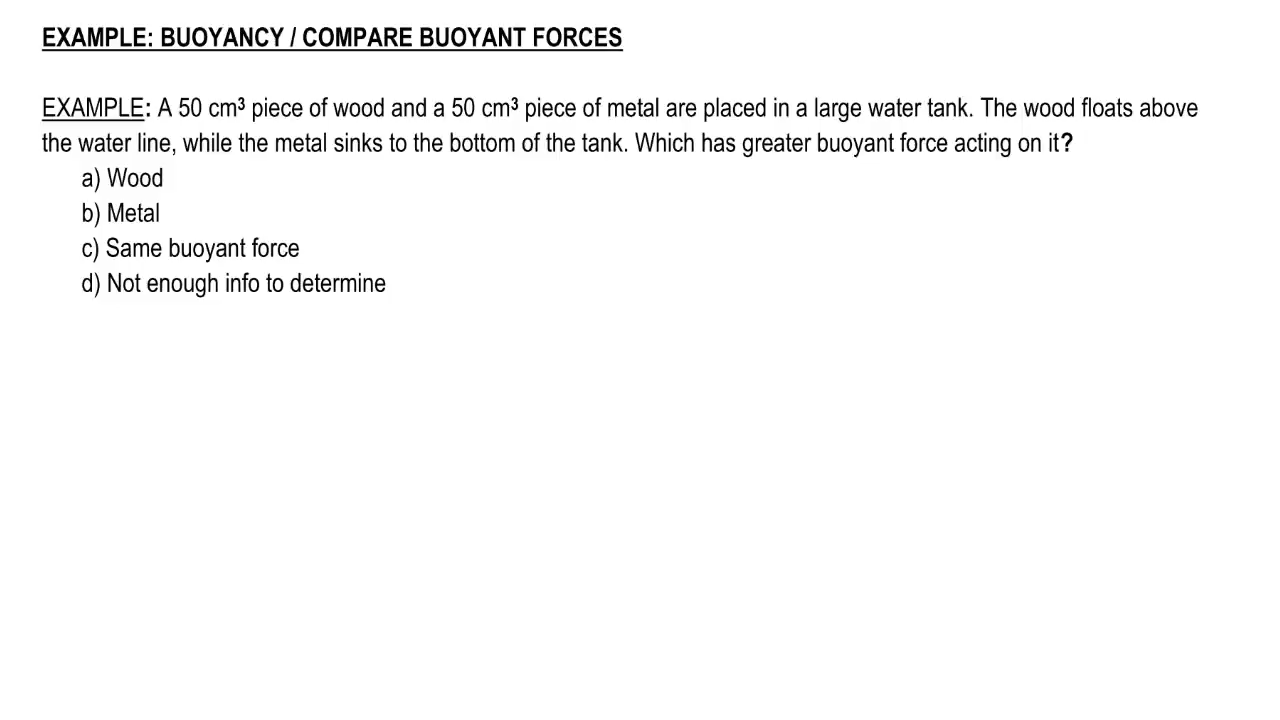 EXAMPLE: BUOYANCY / COMPARE BUOYANT FORCES
EXAMPLE: A 50 cm³ piece of wood and a 50 cm³ piece of metal are placed in a large water tank. The wood floats above
the water line, while the metal sinks to the bottom of the tank. Which has greater buoyant force acting on it?
a) Wood
b) Metal
c) Same buoyant force
d) Not enough info to determine